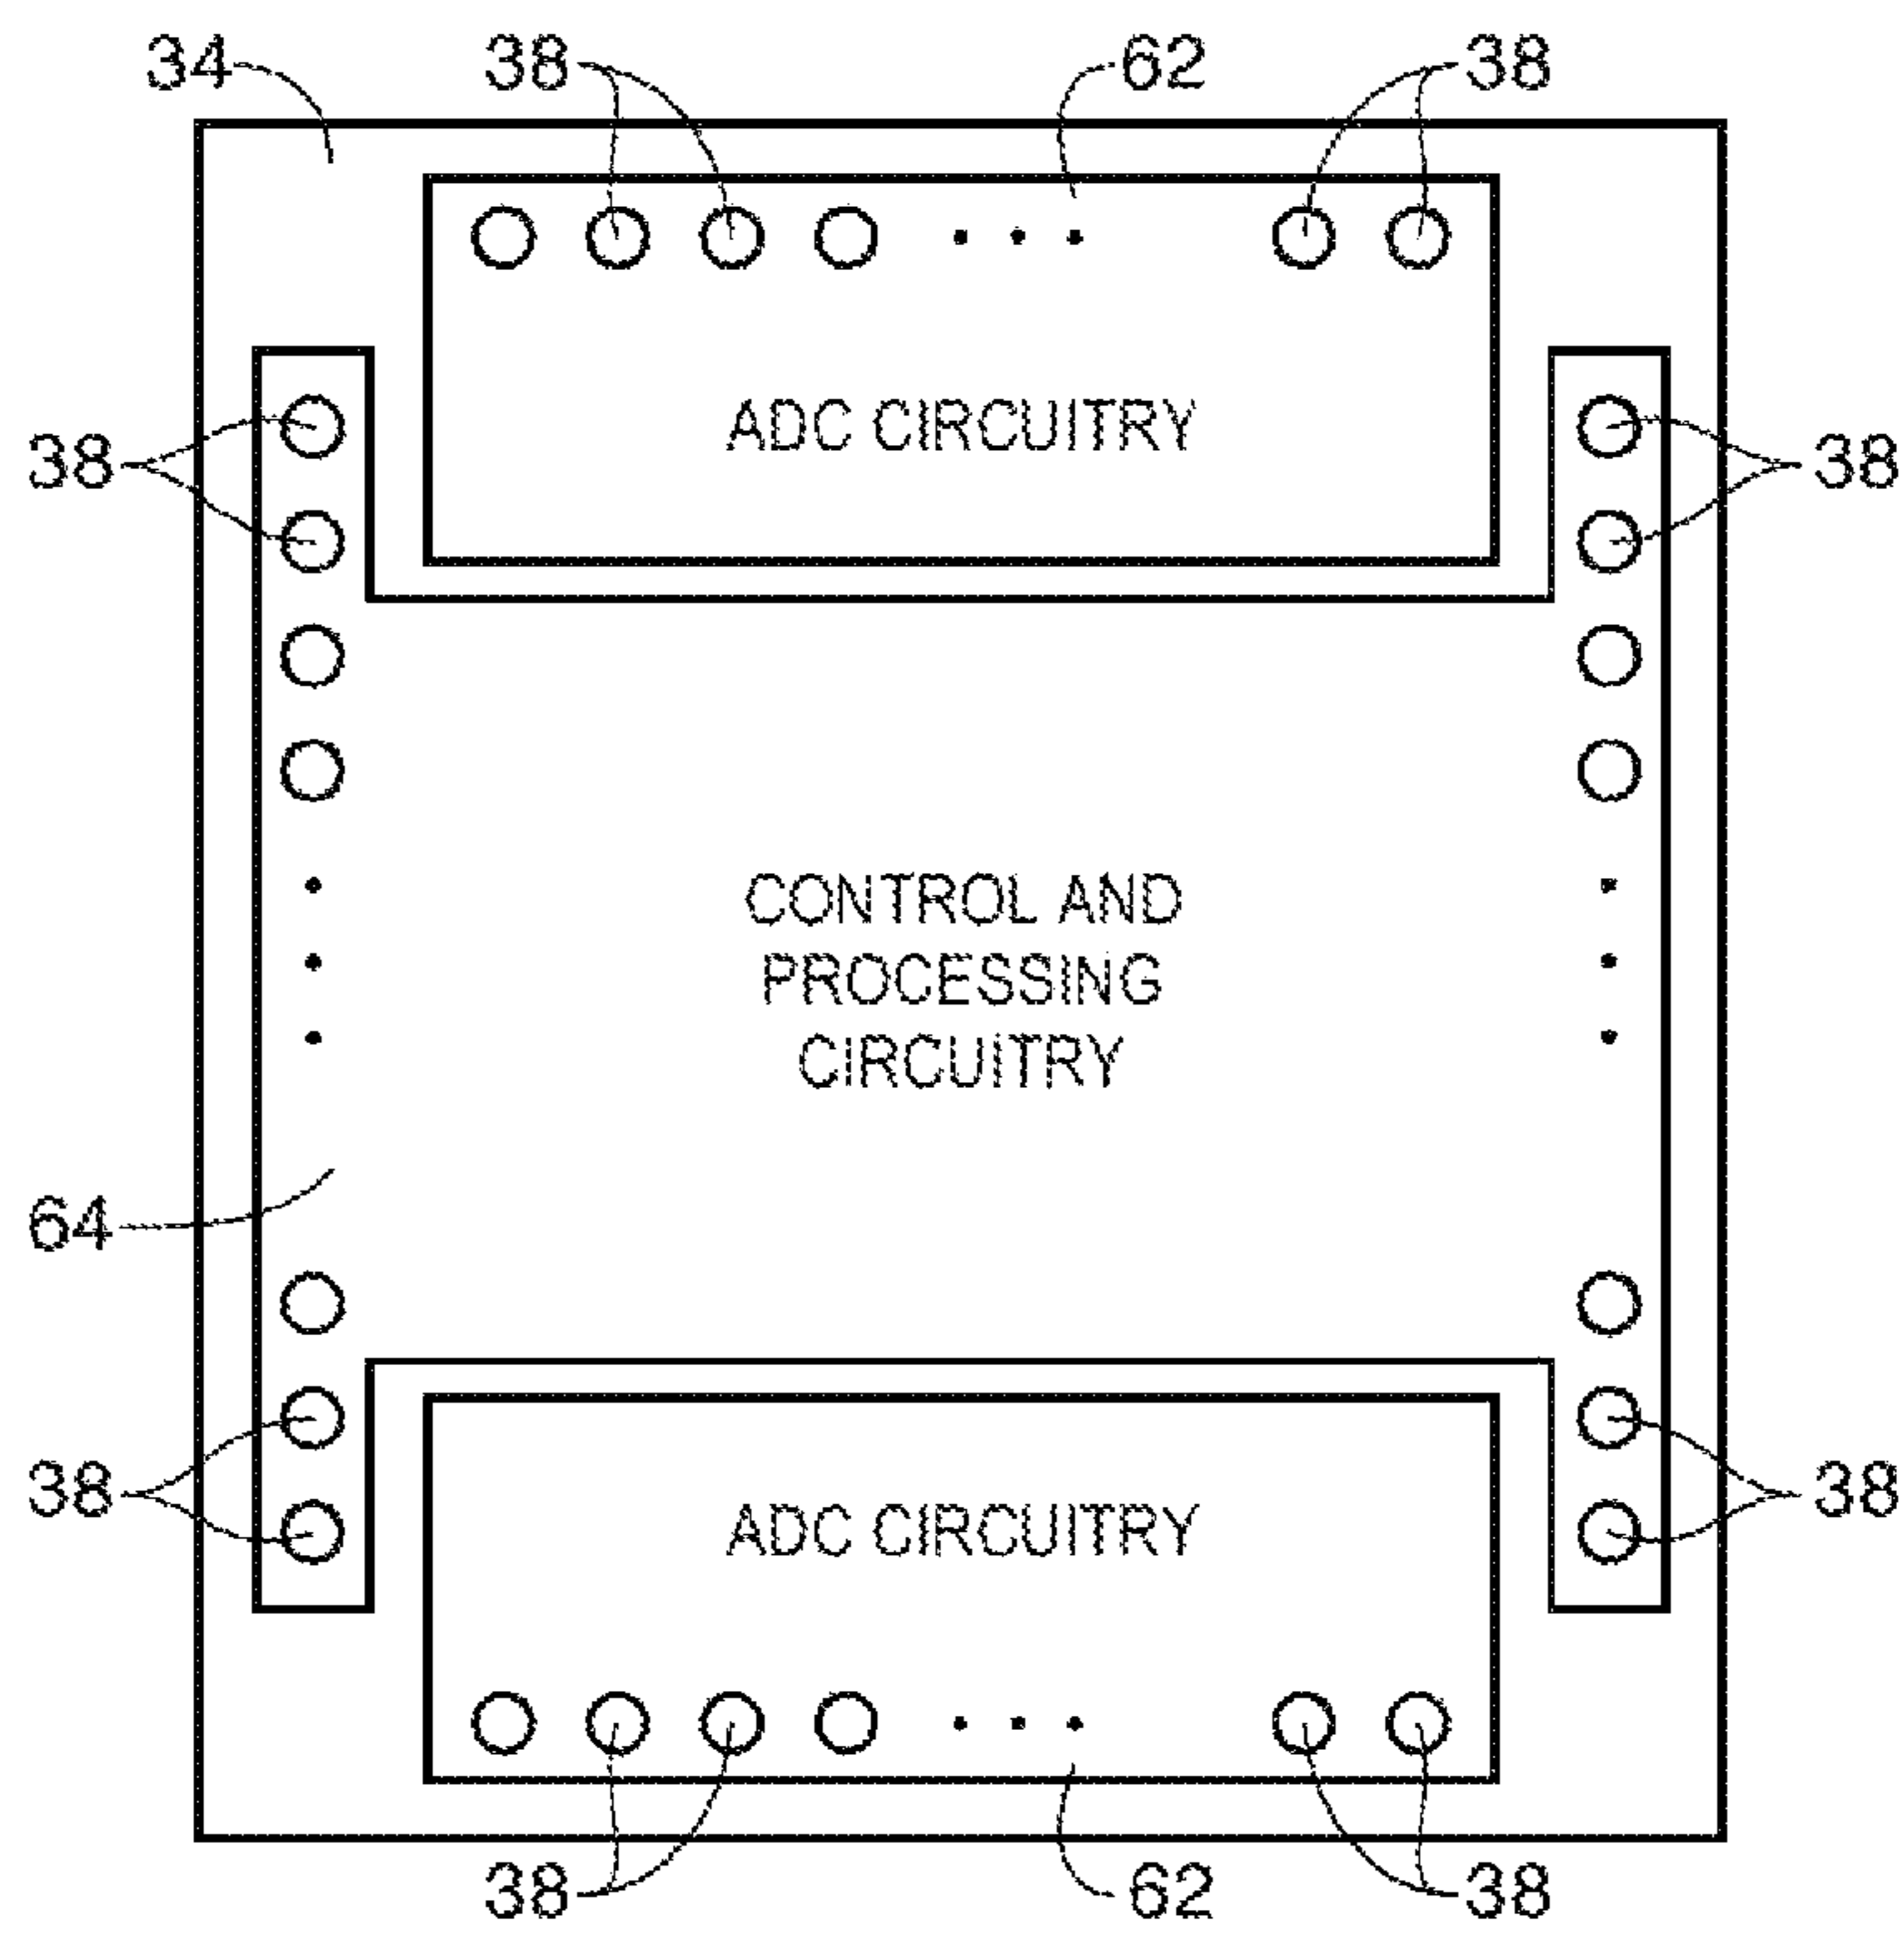 34 38 62 38
ADC CIRCUITRY
38 38
CONTROL AND
PROCESSING
CIRCUITRY
64
38 38
ADC CIRCUITRY
38 62 38